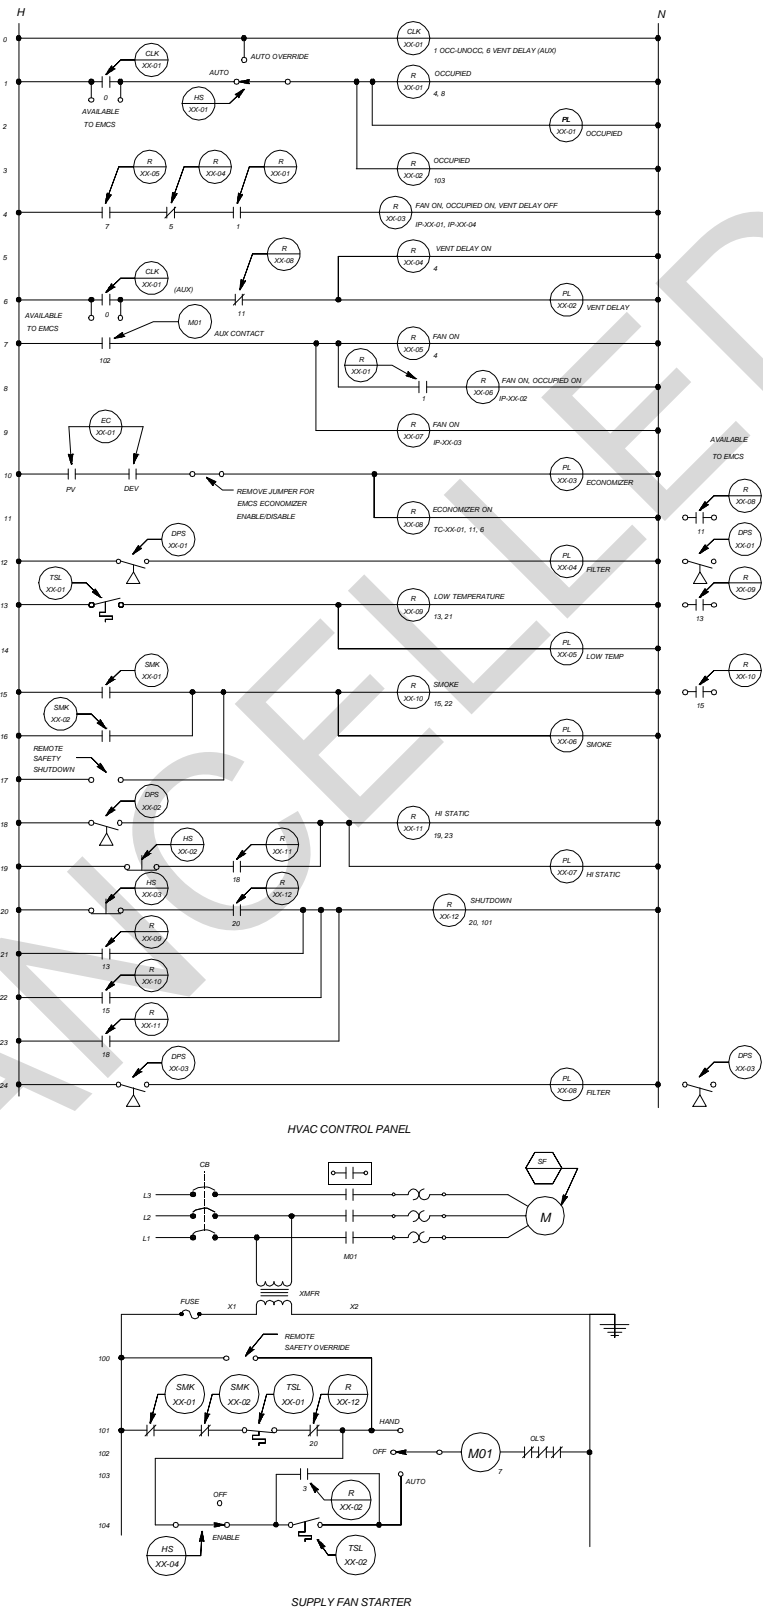 H
N
0
CLK
XX-01
1 OCC-UNOCC, 6 VENT DELAY (AUX)
AUTO OVERRIDE
CLK
XX-01
AUTO
1
0
AVAILABLE
TO EMCS
HS
XX-01
R
XX-01
OCCUPIED
4, 8
2
PL
XX-01
OCCUPIED
3
R
XX-02
OCCUPIED
103
R
XX-05
R
XX-04
R
XX-01
4
7
5
1
R
XX-03
FAN ON, OCCUPIED ON, VENT DELAY OFF
IP-XX-01, IP-XX-04
5
R
XX-04
VENT DELAY ON
4
CLK
XX-01
(AUX)
R
XX-08
6
0
11
AVAILABLE
TO EMCS
PL
XX-02
VENT DELAY
M01
AUX CONTACT
7
102
R
XX-05
FAN ON
4
R
XX-01
8
1
R
XX-06
FAN ON, OCCUPIED ON
IP-XX-02
9
R
XX-07
FAN ON
IP-XX-03
EC
XX-01
AVAILABLE
TO EMCS
10
PV
DEV
REMOVE JUMPER FOR
EMCS ECONOMIZER
ENABLE/DISABLE
PL
XX-03
ECONOMIZER
11
R
XX-08
ECONOMIZER ON
TC-XX-01, 11, 6
R
XX-08
11
12
DPS
XX-01
PL
XX-04
FILTER
DPS
XX-01
13
TSL
XX-01
R
XX-09
LOW TEMPERATURE
13, 21
R
XX-09
13
14
PL
XX-05
LOW TEMP
15
SMK
XX-01
R
XX-10
SMOKE
15, 22
R
XX-10
15
16
SMK
XX-02
PL
XX-06
SMOKE
REMOTE
SAFETY
SHUTDOWN
17
DPS
XX-02
18
R
XX-11
HI STATIC
19, 23
HS
XX-02
R
XX-11
19
18
PL
XX-07
HI STATIC
HS
XX-03
R
XX-12
20
20
R
XX-12
SHUTDOWN
20, 101
R
XX-09
21
13
R
XX-10
22
15
R
XX-11
23
18
DPS
XX-03
24
PL
XX-08
FILTER
DPS
XX-03
HVAC CONTROL PANEL
CB
SF
L3
L2
L1
M
M01
XMFR
FUSE
X1
X2
REMOTE
SAFETY OVERRIDE
100
SMK
XX-01
SMK
XX-02
TSL
XX-01
R
XX-12
101
20
HAND
102
OFF
M01
7
OL'S
103
3
R
XX-02
AUTO
OFF
104
ENABLE
HS
XX-04
TSL
XX-02
SUPPLY FAN STARTER
CANCELLED